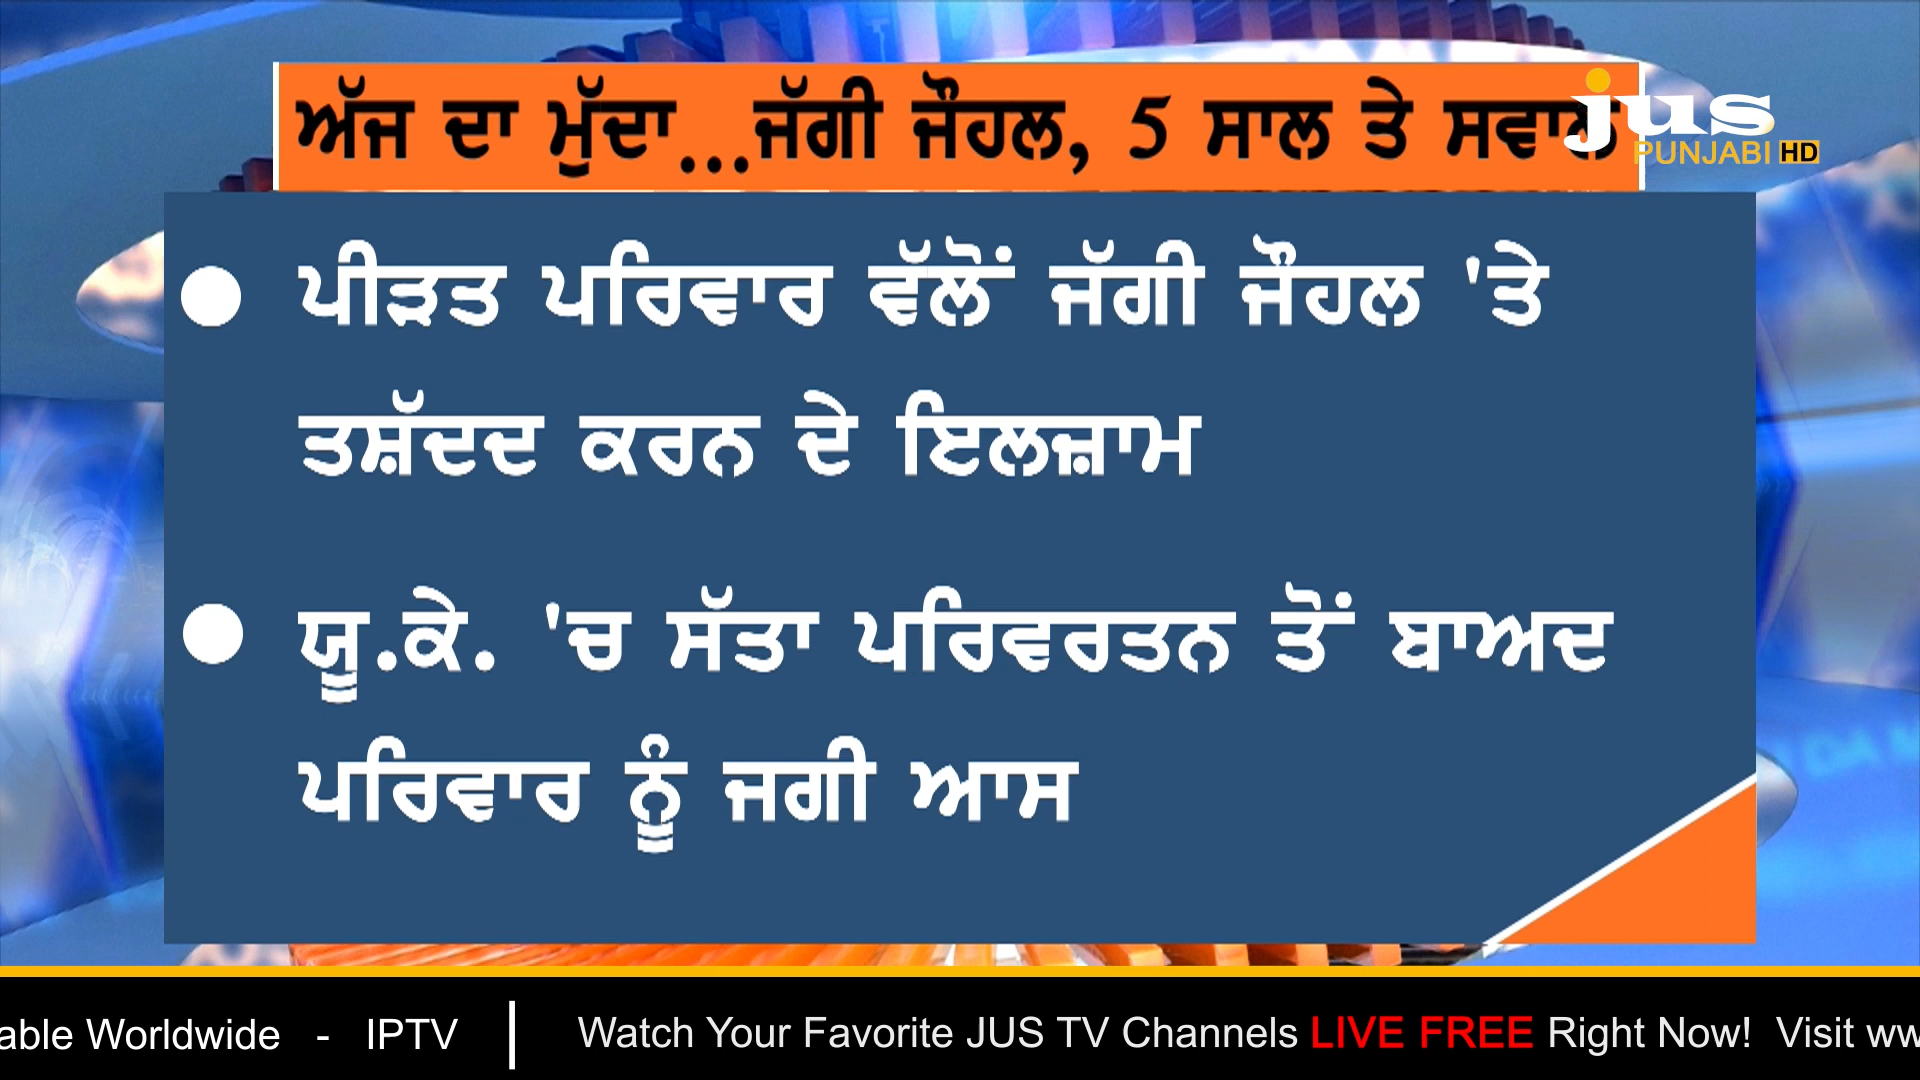 ਅੱਜ ਦਾ ਮੁੱਦਾ...ਜੱਗੀ ਜੌਹਲ, 5 ਸਾਲ ਤੇ ਸਵਾਲ
jus
PUNJABI HD
ਪੀੜਤ ਪਰਿਵਾਰ ਵੱਲੋਂ ਜੱਗੀ ਜੌਹਲ 'ਤੇ
ਤਸ਼ੱਦਦ ਕਰਨ ਦੇ ਇਲਜ਼ਾਮ
ਯੂ.ਕੇ. 'ਚ ਸੱਤਾ ਪਰਿਵਰਤਨ ਤੋਂ ਬਾਅਦ
ਪਰਿਵਾਰ ਨੂੰ ਜਗੀ ਆਸ
able Worldwide - IPTV | Watch Your Favorite JUS TV Channels LIVE FREE Right Now! Visit ww